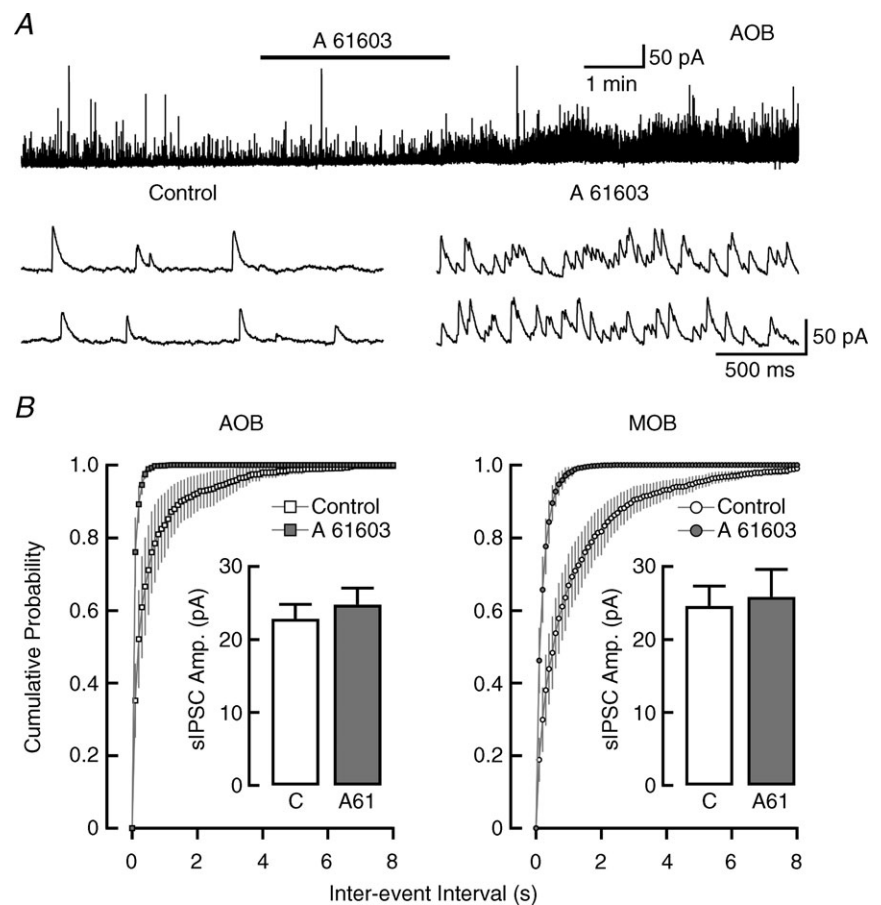 A
A 61603
AOB
50 pA
1 min
Control
A 61603
50 pA
500 ms
B
AOB
MOB
Cumulative Probability
1.0
0.8
0.6
0.4
0.2
0
Control
A 61603
sIPSC Amp. (pA)
30
20
10
0
C
A61
0
2
4
6
8
1.0
0.8
0.6
0.4
0.2
0
Control
A 61603
sIPSC Amp. (pA)
30
20
10
0
C
A61
0
2
4
6
8
Inter-event Interval (s)